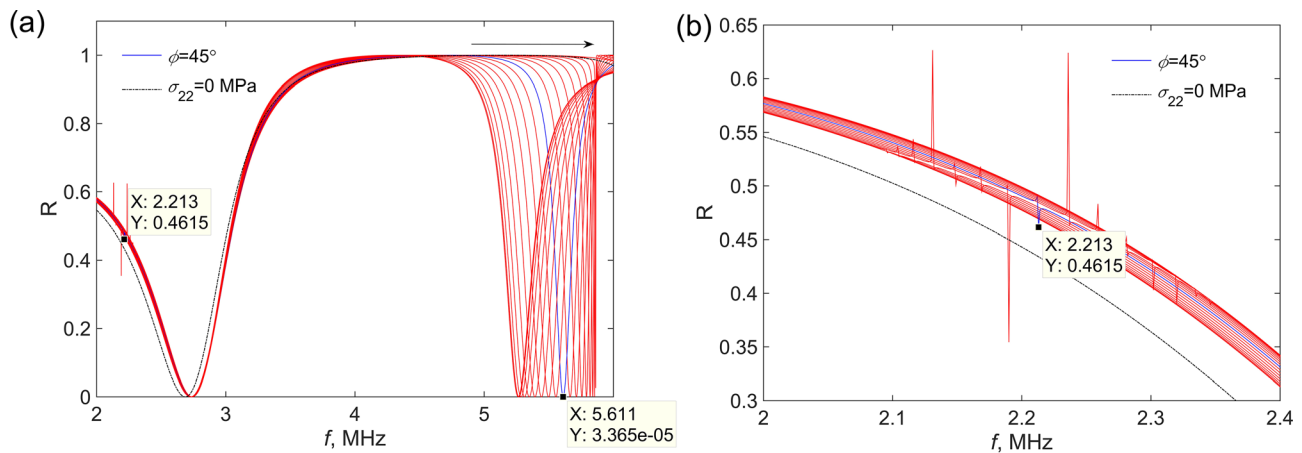 (a)
ϕ=45°
σ22=0 MPa
1
0.8
0.6
0.4
0.2
0
R
X: 2.213
Y: 0.4615
X: 5.611
Y: 3.365e-05
2
3
4
5
f, MHz
(b)
ϕ=45°
σ22=0 MPa
0.65
0.6
0.55
0.5
0.45
0.4
0.35
0.3
R
X: 2.213
Y: 0.4615
2
2.1
2.2
2.3
2.4
f, MHz